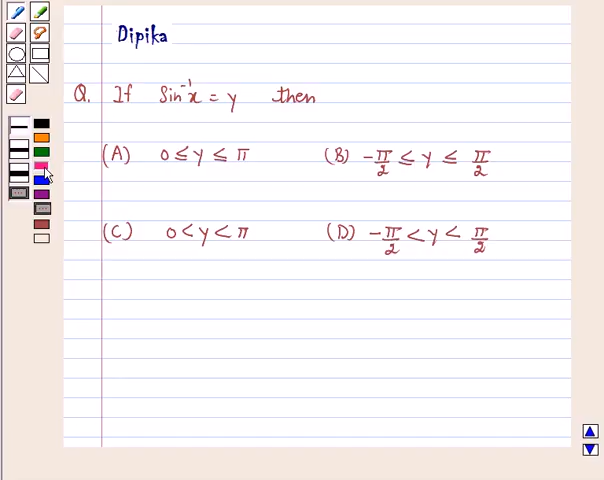 Dipika
Q. If Sin⁻¹x = y then
(A) 0 ≤ y ≤ π (B) -π/2 ≤ y ≤ π/2
(C) 0 < y < π (D) -π/2 < y < π/2